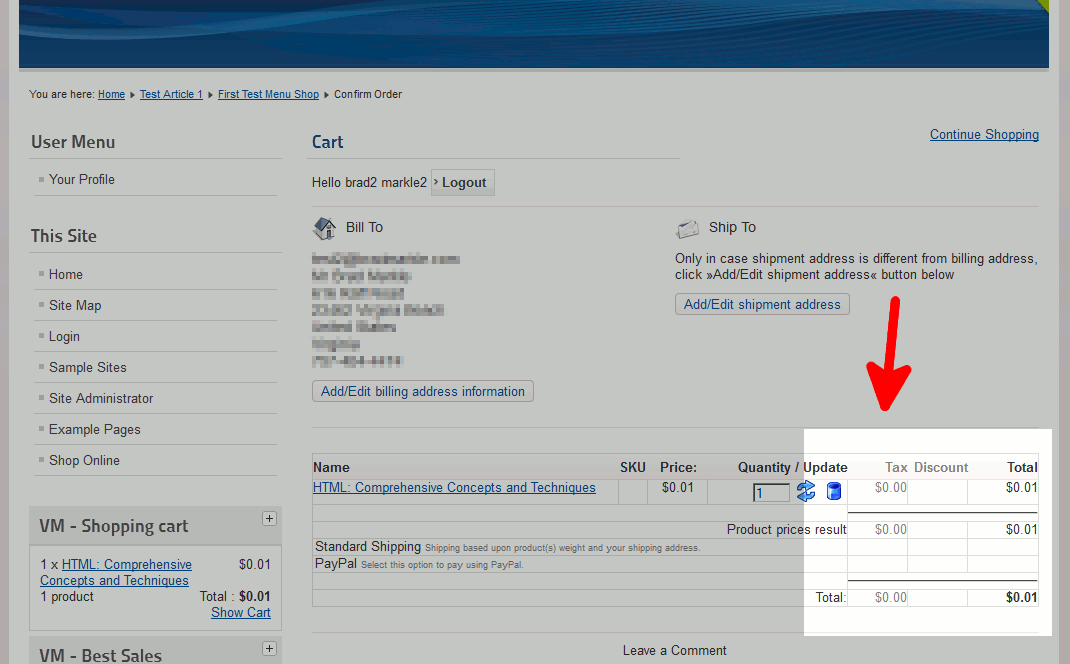 You are here: Home ▸ Test Article 1 ▸ First Test Menu Shop ▸ Confirm Order
User Menu
Your Profile
This Site
Home
Site Map
Login
Sample Sites
Site Administrator
Example Pages
Shop Online
VM - Shopping cart
1 x HTML: Comprehensive Concepts and Techniques $0.01
1 product Total : $0.01
Show Cart
VM - Best Sales
Cart
Continue Shopping
Hello brad2 markle2 › Logout
Bill To
Add/Edit billing address information
Ship To
Only in case shipment address is different from billing address,
click »Add/Edit shipment address« button below
Add/Edit shipment address
Name SKU Price: Quantity / Update Tax Discount Total
HTML: Comprehensive Concepts and Techniques $0.01 1 $0.00 $0.01
Product prices result $0.00 $0.01
Standard Shipping Shipping based upon product(s) weight and your shipping address.
PayPal Select this option to pay using PayPal.
Total: $0.00 $0.01
Leave a Comment